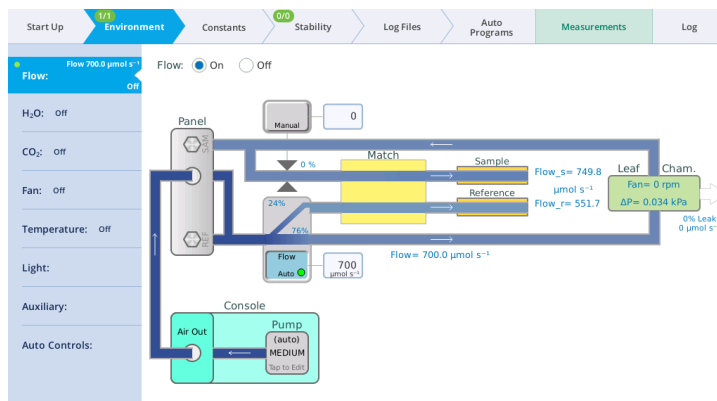 Start Up
1/1
Environment
Constants
0/0
Stability
Log Files
Auto
Programs
Measurements
Log
Flow 700.0 µmol s⁻¹
Flow:
Off
H₂O: Off
CO₂: Off
Fan: Off
Temperature: Off
Light:
Auxiliary:
Auto Controls:
Flow: On Off
Panel
SAM
REF
Manual
0
0 %
Match
Sample
Reference
Flow_s= 749.8
µmol s⁻¹
Flow_r= 551.7
Leaf Cham.
Fan= 0 rpm
ΔP= 0.034 kPa
0% Leak
0 µmol s⁻
24%
76%
Flow
Auto
700
µmol s⁻¹
Flow= 700.0 µmol s⁻¹
Console
Air Out
Pump
(auto)
MEDIUM
Tap to Edit